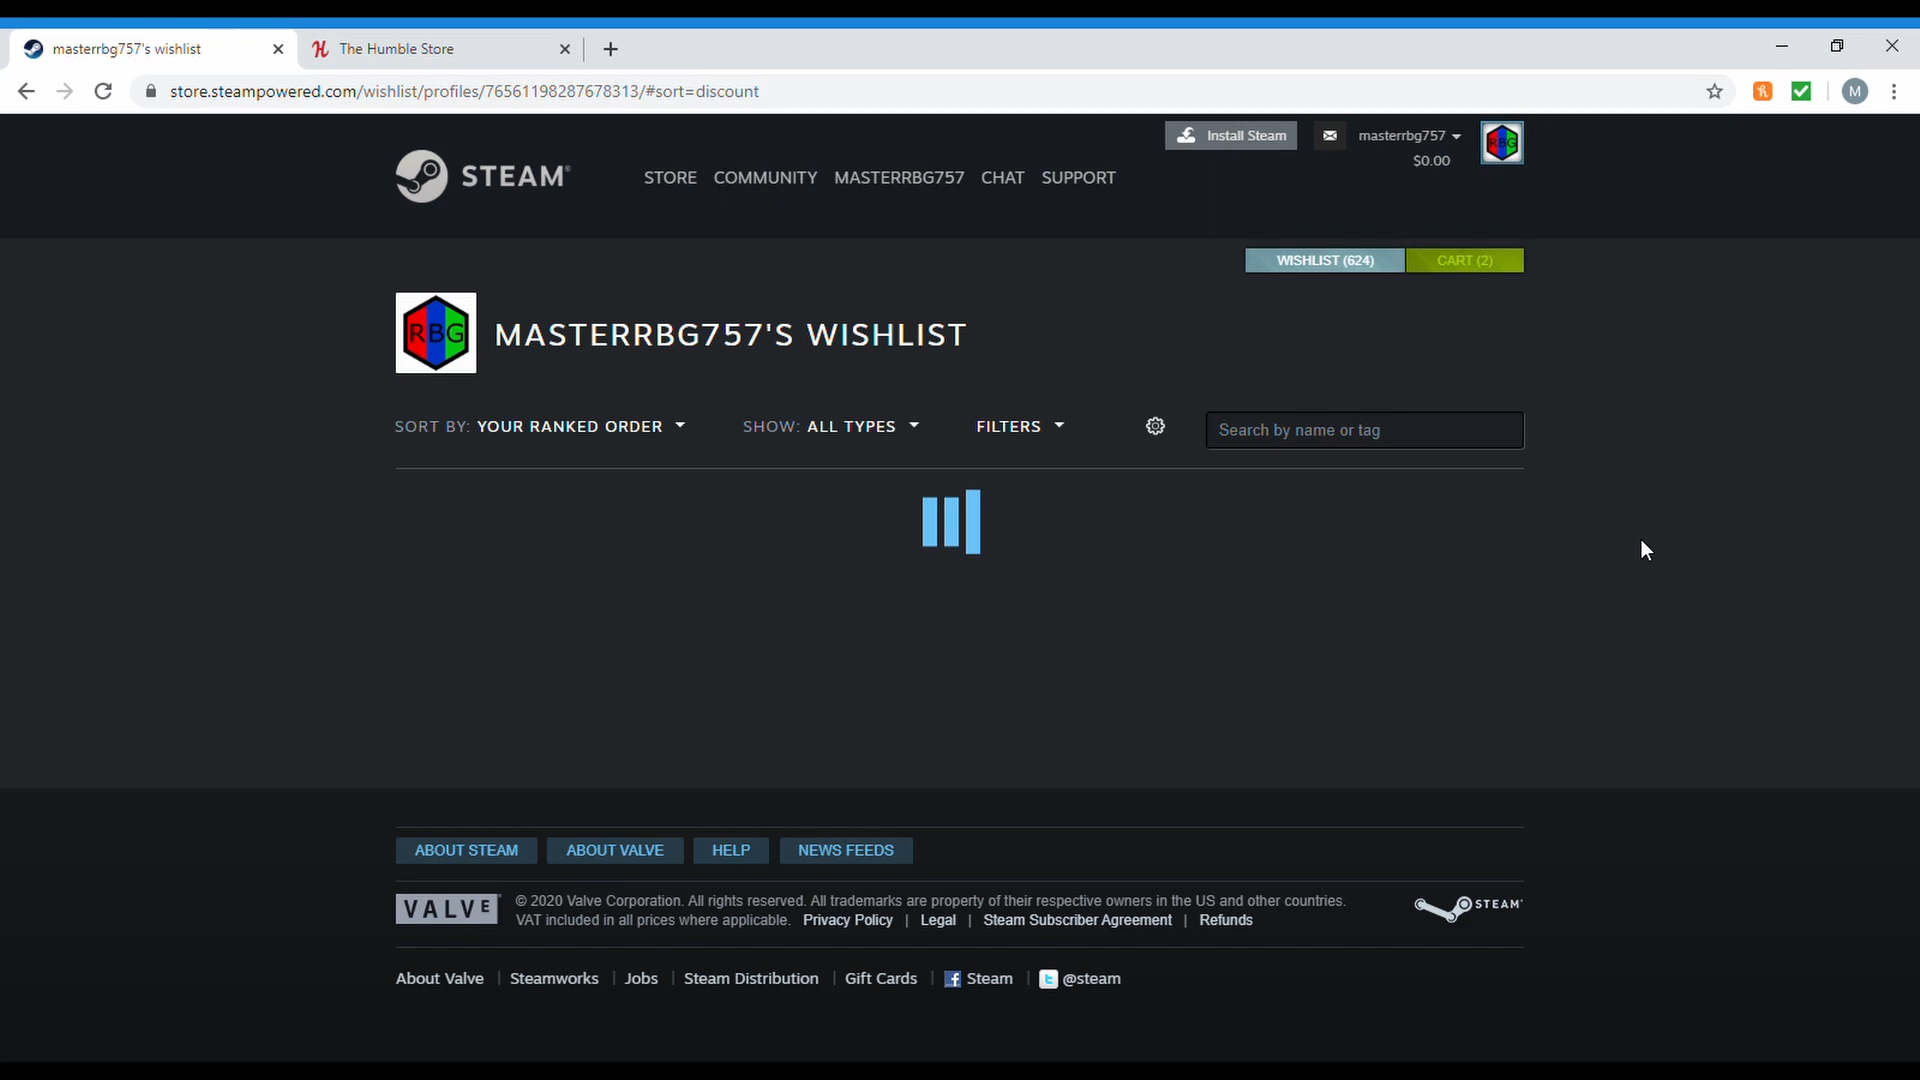 masterrbg757's wishlist
The Humble Store
store.steampowered.com/wishlist/profiles/76561198287678313/#sort=discount
M
Install Steam
masterrbg757
$0.00
RBG
STEAM®
STORE COMMUNITY MASTERRBG757 CHAT SUPPORT
WISHLIST (624)
CART (2)
RBG
MASTERRBG757'S WISHLIST
SORT BY: YOUR RANKED ORDER
SHOW: ALL TYPES
FILTERS
Search by name or tag
ABOUT STEAM
ABOUT VALVE
HELP
NEWS FEEDS
VALVE
© 2020 Valve Corporation. All rights reserved. All trademarks are property of their respective owners in the US and other countries.
VAT included in all prices where applicable. Privacy Policy | Legal | Steam Subscriber Agreement | Refunds
STEAM
About Valve | Steamworks | Jobs | Steam Distribution | Gift Cards | Steam | @steam